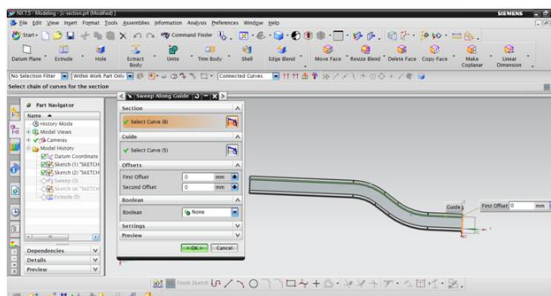 NX 7.5 - Modeling - [c-section.prt (Modified)]
SIEMENS
File Edit View Insert Format Tools Assemblies Information Analysis Preferences Window Help
Start
Command Finder
Datum Plane
Extrude
Hole
Extract Body
Unite
Trim Body
Shell
Edge Blend
Move Face
Resize Blend
Delete Face
Copy Face
Make Coplanar
Linear Dimension
No Selection Filter
Within Work Part Only
Connected Curves
Select chain of curves for the section
Part Navigator
Name
History Mode
Model Views
Cameras
Model History
Datum Coordinate
Sketch (1) "SKETCH
Sketch (2) "SKETCH
Sweep (3)
Extrude (5)
Dependencies
Details
Preview
Sweep Along Guide
Section
Select Curve (8)
Guide
Select Curve (5)
Offsets
First Offset 0 mm
Second Offset 0 mm
Boolean
Boolean None
Settings
Preview
OK Cancel
Guide
First Offset 0 mm
Finish Sketch